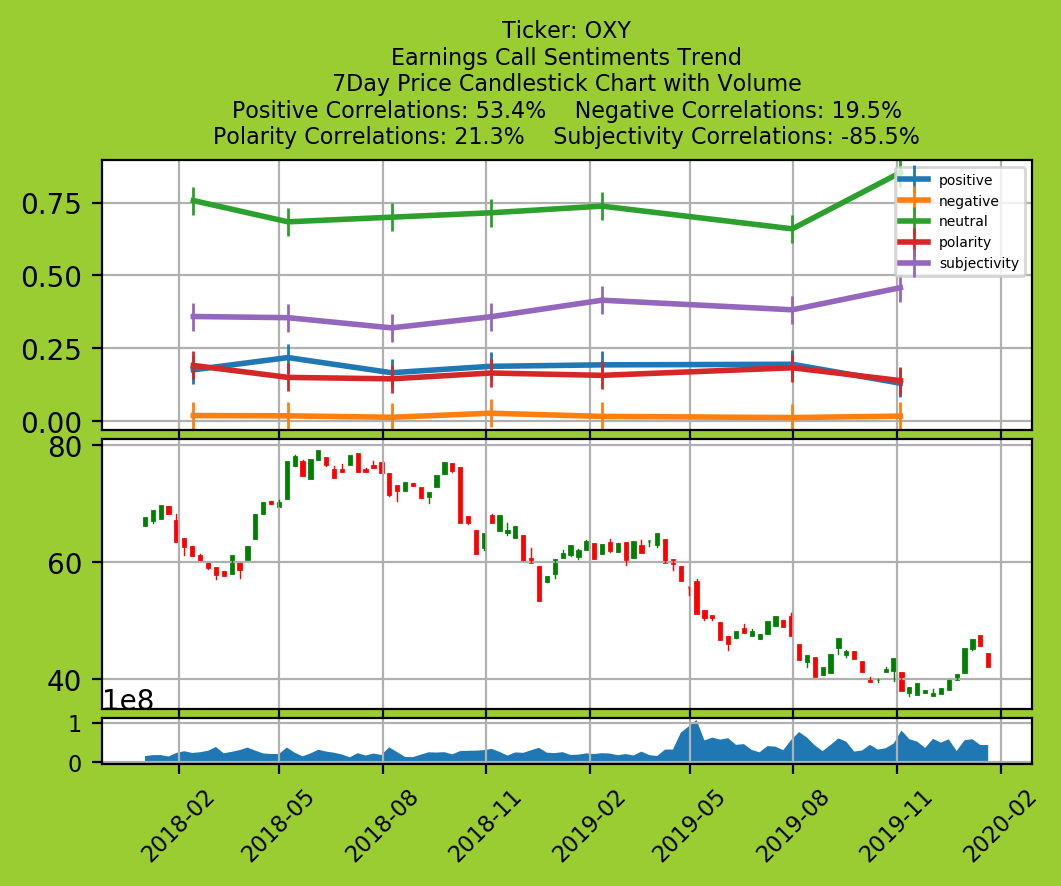 Ticker: OXY
Earnings Call Sentiments Trend
7Day Price Candlestick Chart with Volume
Positive Correlations: 53.4%    Negative Correlations: 19.5%
Polarity Correlations: 21.3%    Subjectivity Correlations: -85.5%
0.75
0.50
0.25
0.00
positive
negative
neutral
polarity
subjectivity
80
60
40
1e8
1
0
2018-02
2018-05
2018-08
2018-11
2019-02
2019-05
2019-08
2019-11
2020-02